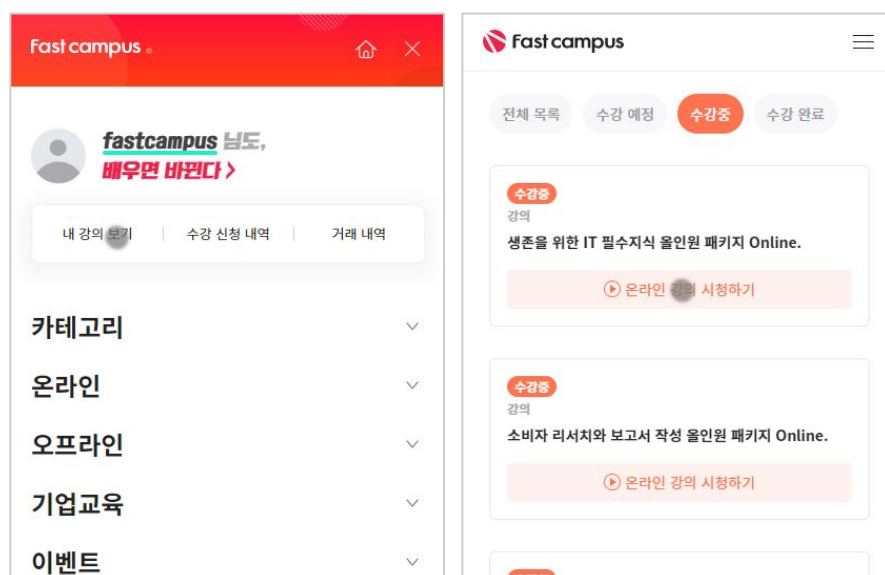 Fast campus
fastcampus 님도,
배우면 바뀐다 >
내 강의 보기
수강 신청 내역
거래 내역
카테고리
온라인
오프라인
기업교육
이벤트
Fast campus
전체 목록
수강 예정
수강중
수강 완료
수강중
강의
생존을 위한 IT 필수지식 올인원 패키지 Online.
온라인 강의 시청하기
수강중
강의
소비자 리서치와 보고서 작성 올인원 패키지 Online.
온라인 강의 시청하기